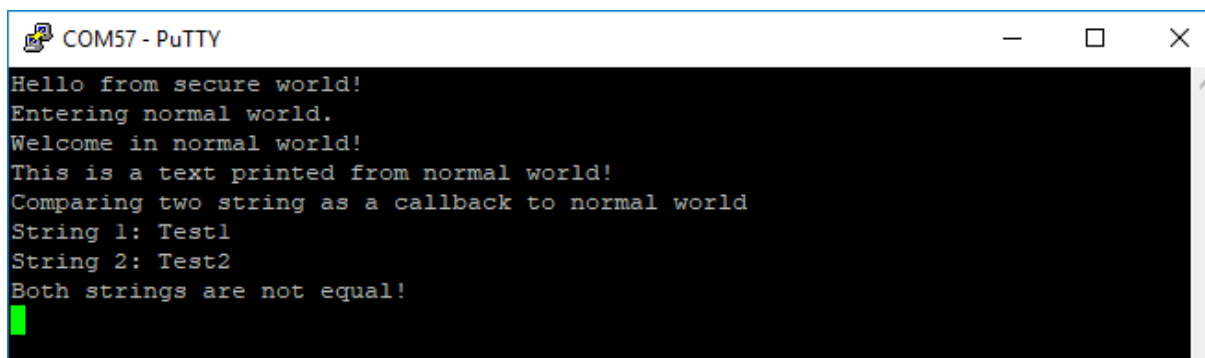 COM57 - PuTTY
Hello from secure world!
Entering normal world.
Welcome in normal world!
This is a text printed from normal world!
Comparing two string as a callback to normal world
String 1: Test1
String 2: Test2
Both strings are not equal!